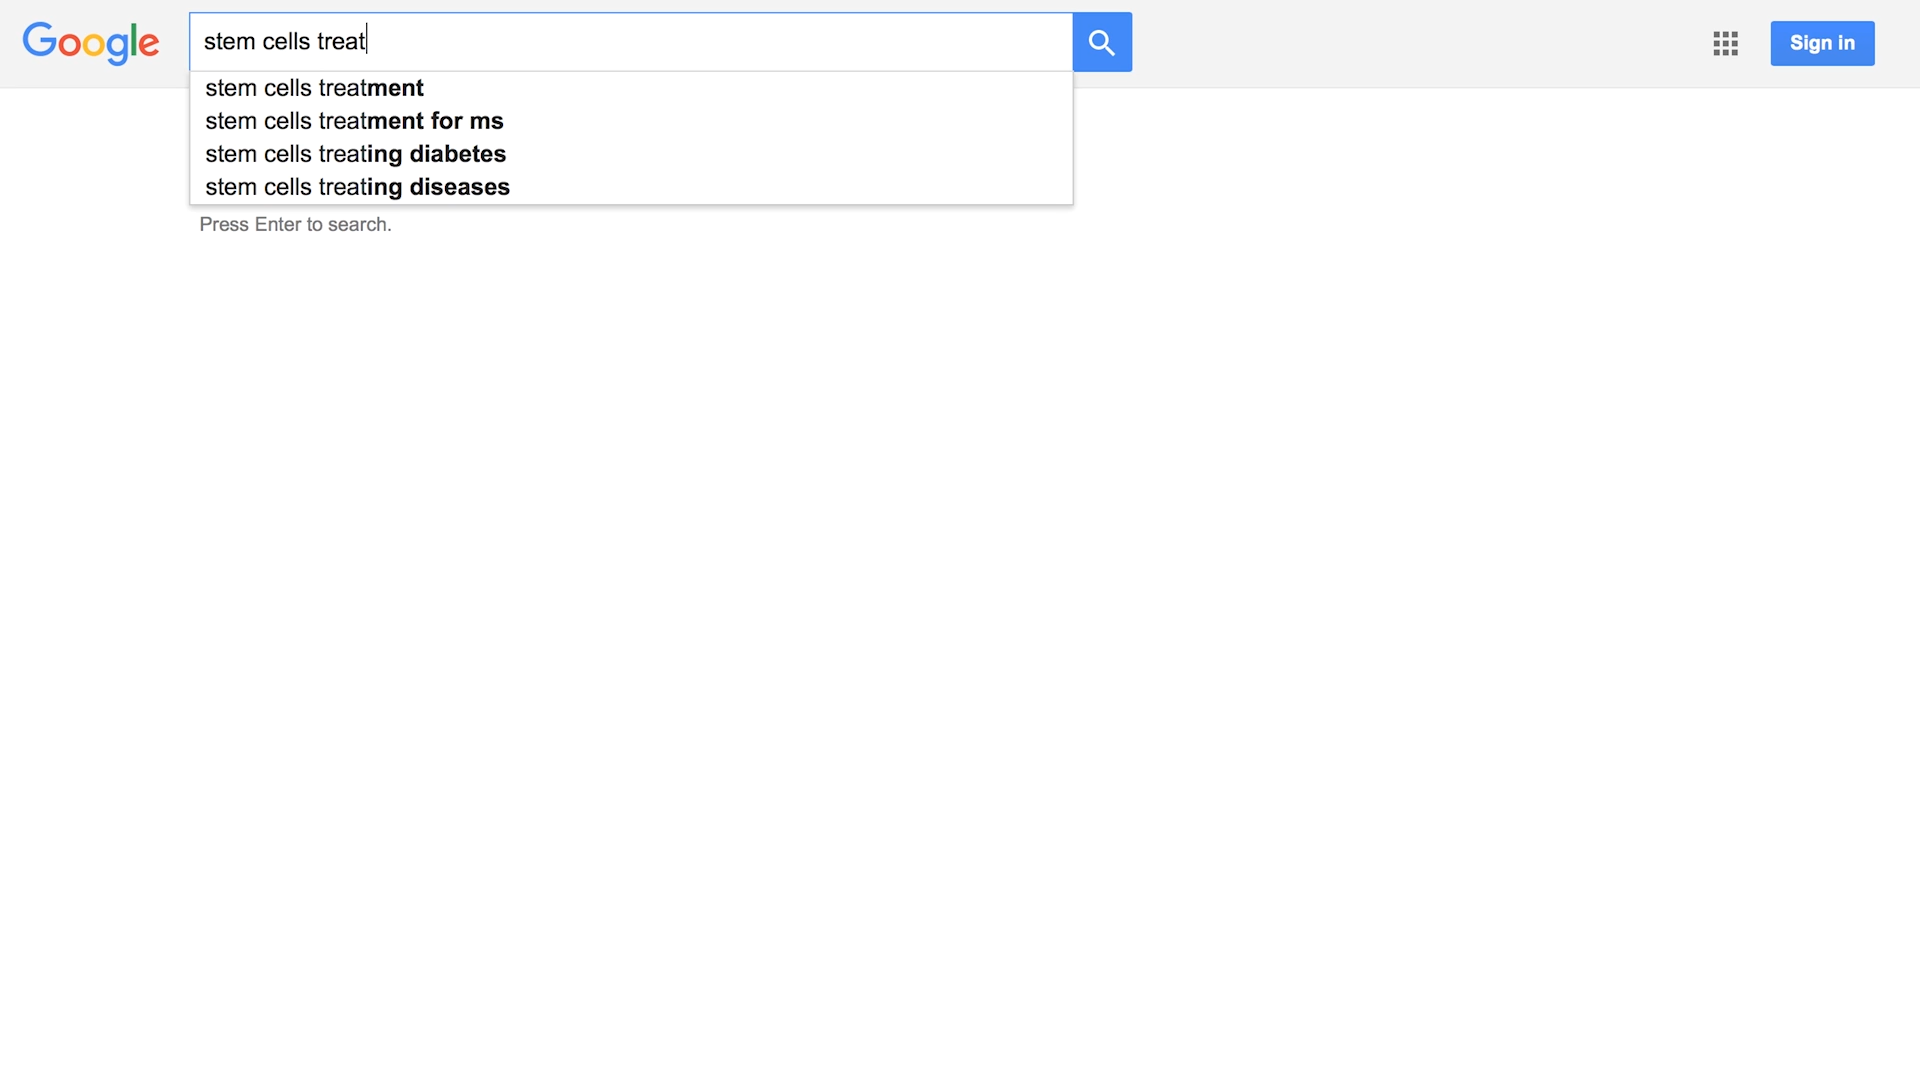 Google
stem cells treat
Sign in
stem cells treatment
stem cells treatment for ms
stem cells treating diabetes
stem cells treating diseases
Press Enter to search.